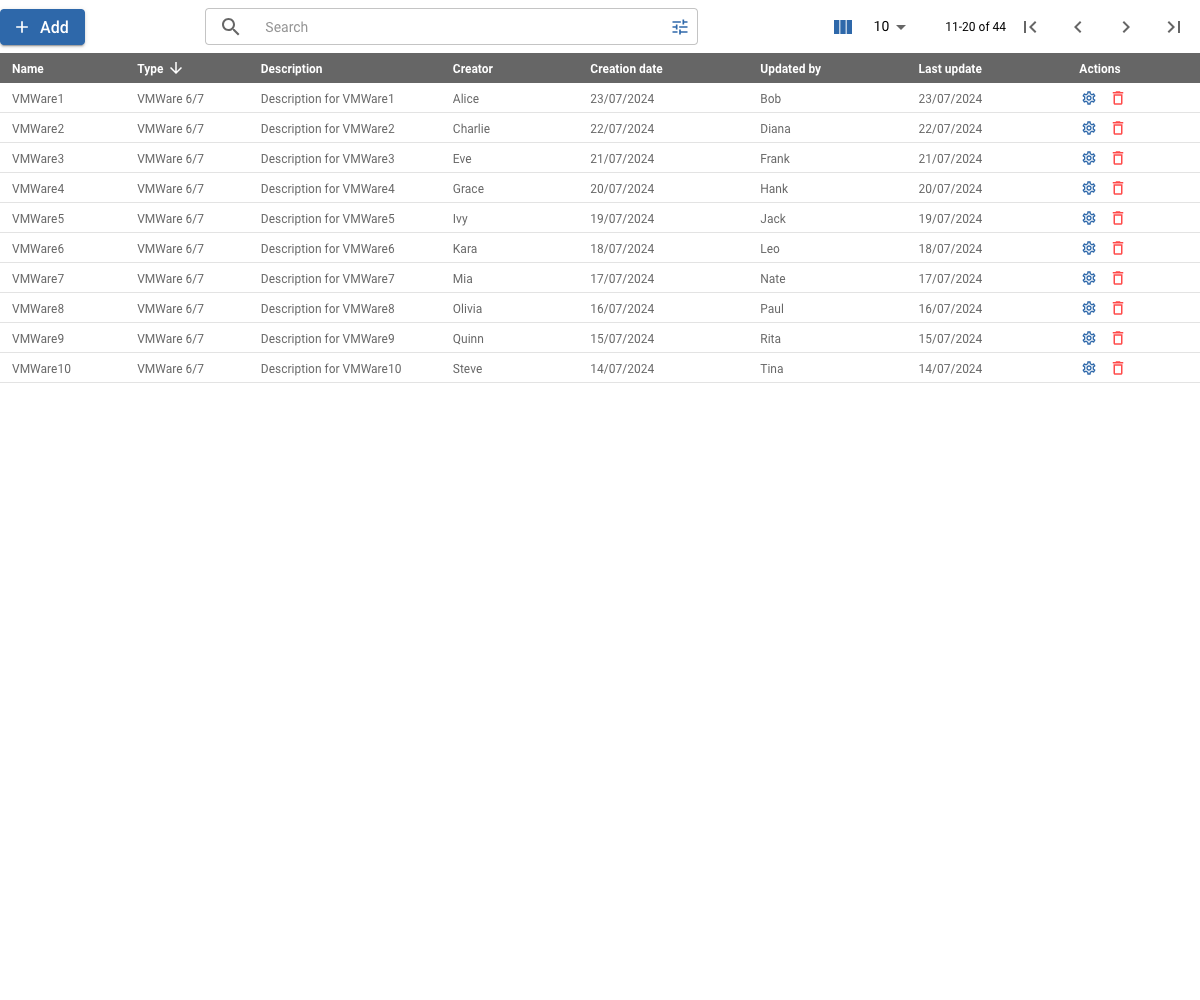 Add Search 10 11-20 of 44
Name Type Description Creator Creation date Updated by Last update Actions
VMWare1 VMWare 6/7 Description for VMWare1 Alice 23/07/2024 Bob 23/07/2024
VMWare2 VMWare 6/7 Description for VMWare2 Charlie 22/07/2024 Diana 22/07/2024
VMWare3 VMWare 6/7 Description for VMWare3 Eve 21/07/2024 Frank 21/07/2024
VMWare4 VMWare 6/7 Description for VMWare4 Grace 20/07/2024 Hank 20/07/2024
VMWare5 VMWare 6/7 Description for VMWare5 Ivy 19/07/2024 Jack 19/07/2024
VMWare6 VMWare 6/7 Description for VMWare6 Kara 18/07/2024 Leo 18/07/2024
VMWare7 VMWare 6/7 Description for VMWare7 Mia 17/07/2024 Nate 17/07/2024
VMWare8 VMWare 6/7 Description for VMWare8 Olivia 16/07/2024 Paul 16/07/2024
VMWare9 VMWare 6/7 Description for VMWare9 Quinn 15/07/2024 Rita 15/07/2024
VMWare10 VMWare 6/7 Description for VMWare10 Steve 14/07/2024 Tina 14/07/2024